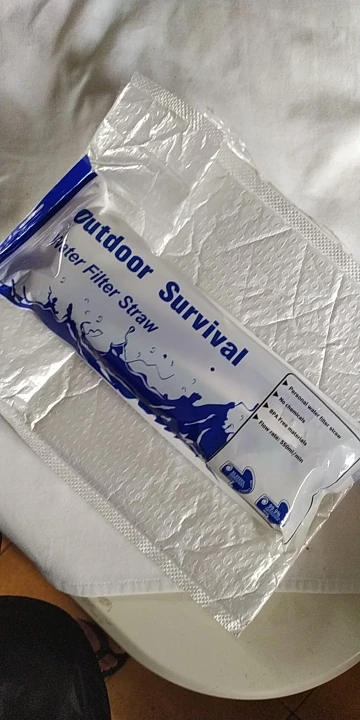 Outdoor Survival
Water Filter Straw
Personal water filter straw
No chemicals
BPA Free materials
Flow rate: 550ml/min